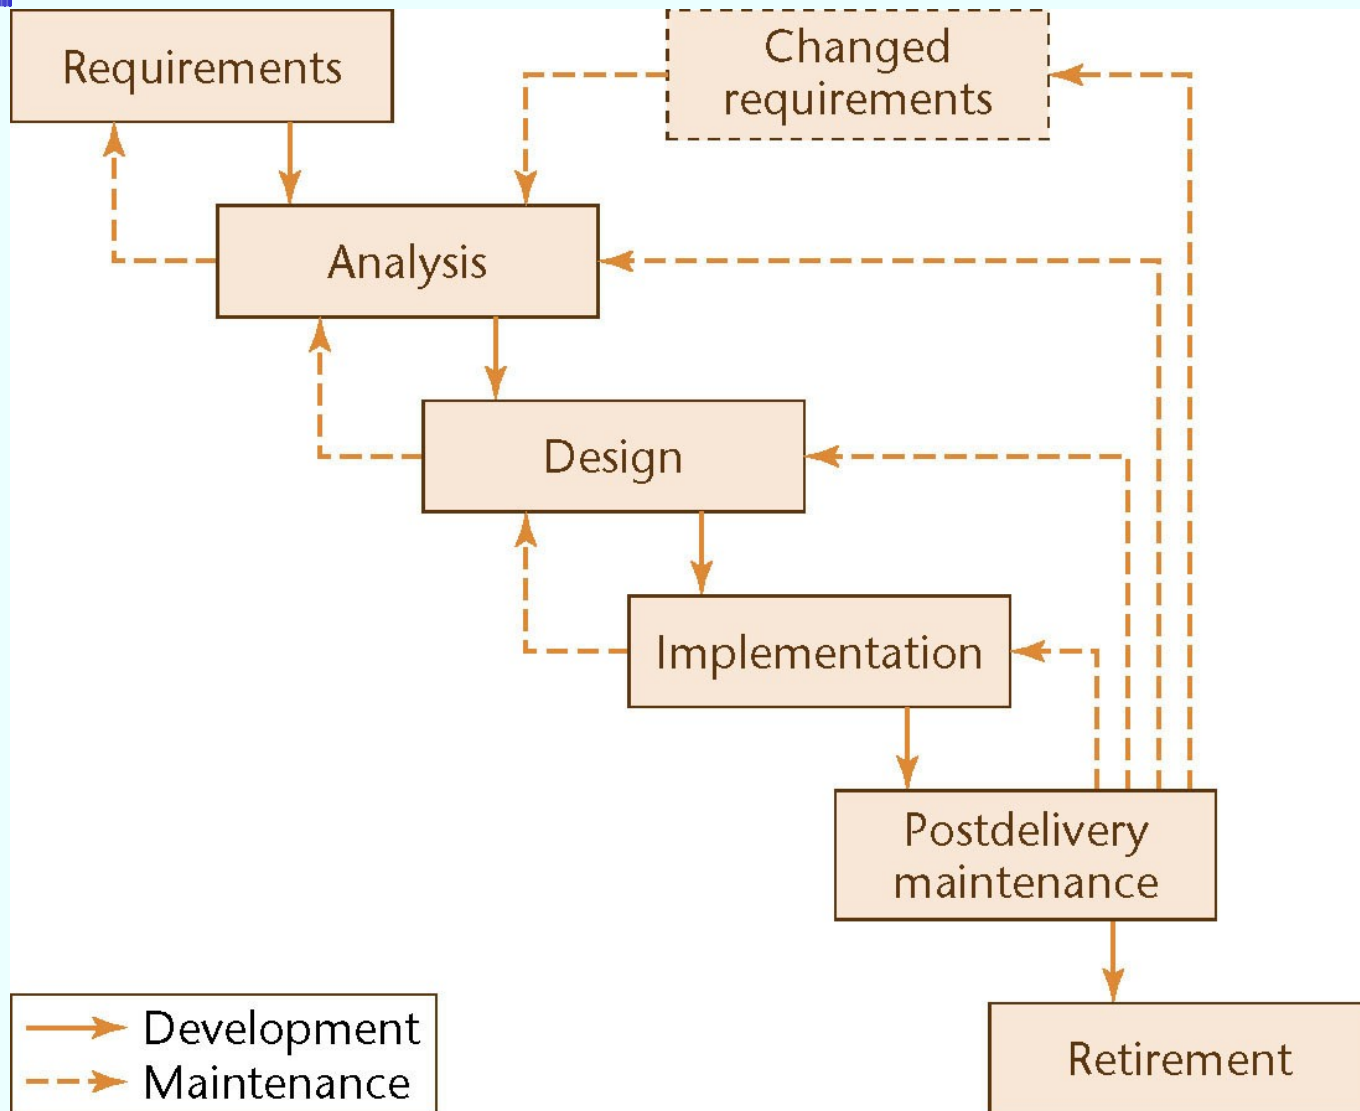 Requirements
Changed
requirements
Analysis
Design
Implementation
Postdelivery
maintenance
Retirement
Development
Maintenance